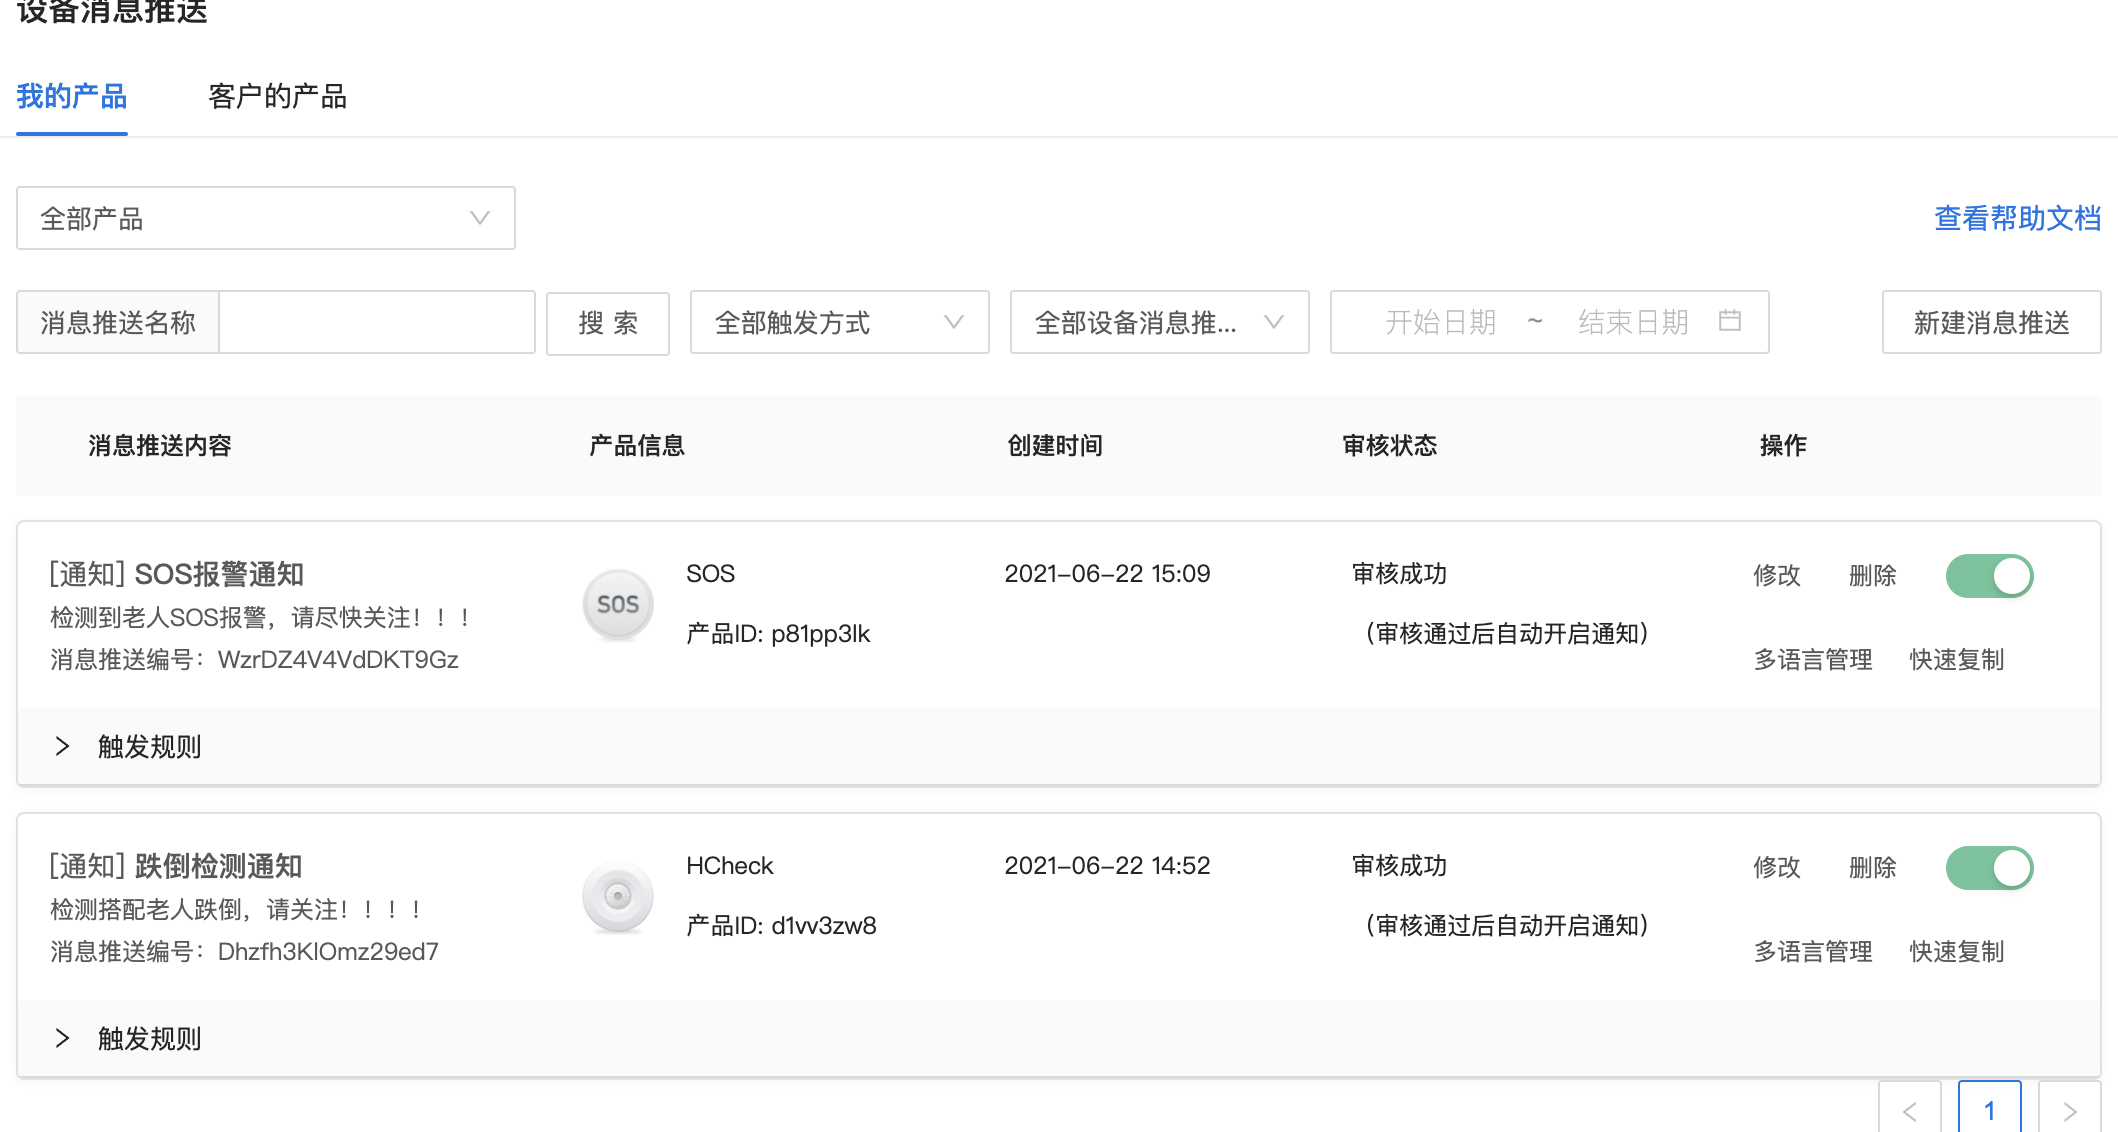 设备消息推送
我的产品 客户的产品
全部产品 查看帮助文档
消息推送名称 搜 索 全部触发方式 全部设备消息推... 开始日期 ~ 结束日期 新建消息推送
消息推送内容 产品信息 创建时间 审核状态 操作
[通知] SOS报警通知 SOS 2021-06-22 15:09 审核成功 修改 删除
SOS
检测到老人SOS报警，请尽快关注！！！ 产品ID: p81pp3lk （审核通过后自动开启通知）
消息推送编号：WzrDZ4V4VdDKT9Gz 多语言管理 快速复制
> 触发规则
[通知] 跌倒检测通知 HCheck 2021-06-22 14:52 审核成功 修改 删除
检测搭配老人跌倒，请关注！！！！ 产品ID: d1vv3zw8 （审核通过后自动开启通知）
消息推送编号：Dhzfh3KlOmz29ed7 多语言管理 快速复制
> 触发规则
< 1 >